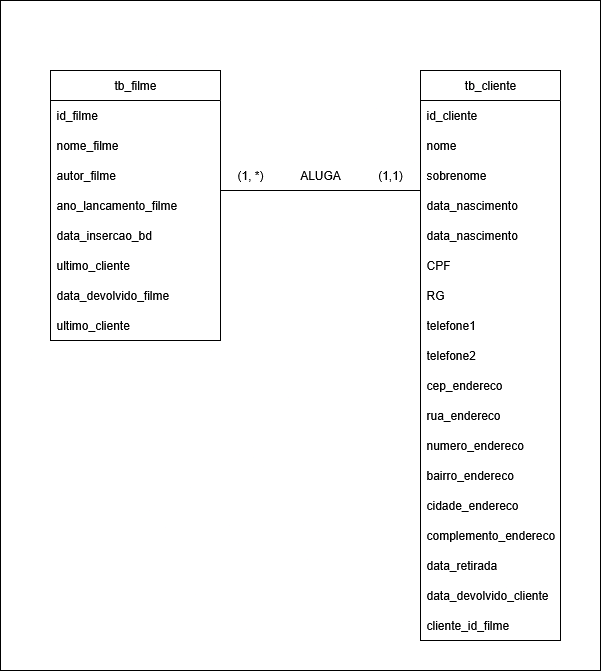 tb_filme
id_filme
nome_filme
autor_filme
ano_lancamento_filme
data_insercao_bd
ultimo_cliente
data_devolvido_filme
ultimo_cliente
(1, *) ALUGA (1,1)
tb_cliente
id_cliente
nome
sobrenome
data_nascimento
data_nascimento
CPF
RG
telefone1
telefone2
cep_endereco
rua_endereco
numero_endereco
bairro_endereco
cidade_endereco
complemento_endereco
data_retirada
data_devolvido_cliente
cliente_id_filme